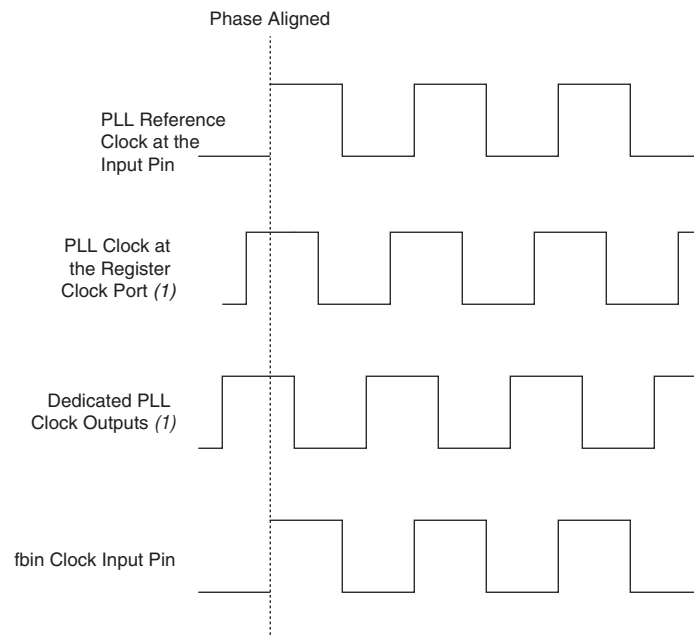 Phase Aligned
PLL Reference
Clock at the
Input Pin
PLL Clock at
the Register
Clock Port (1)
Dedicated PLL
Clock Outputs (1)
fbin Clock Input Pin